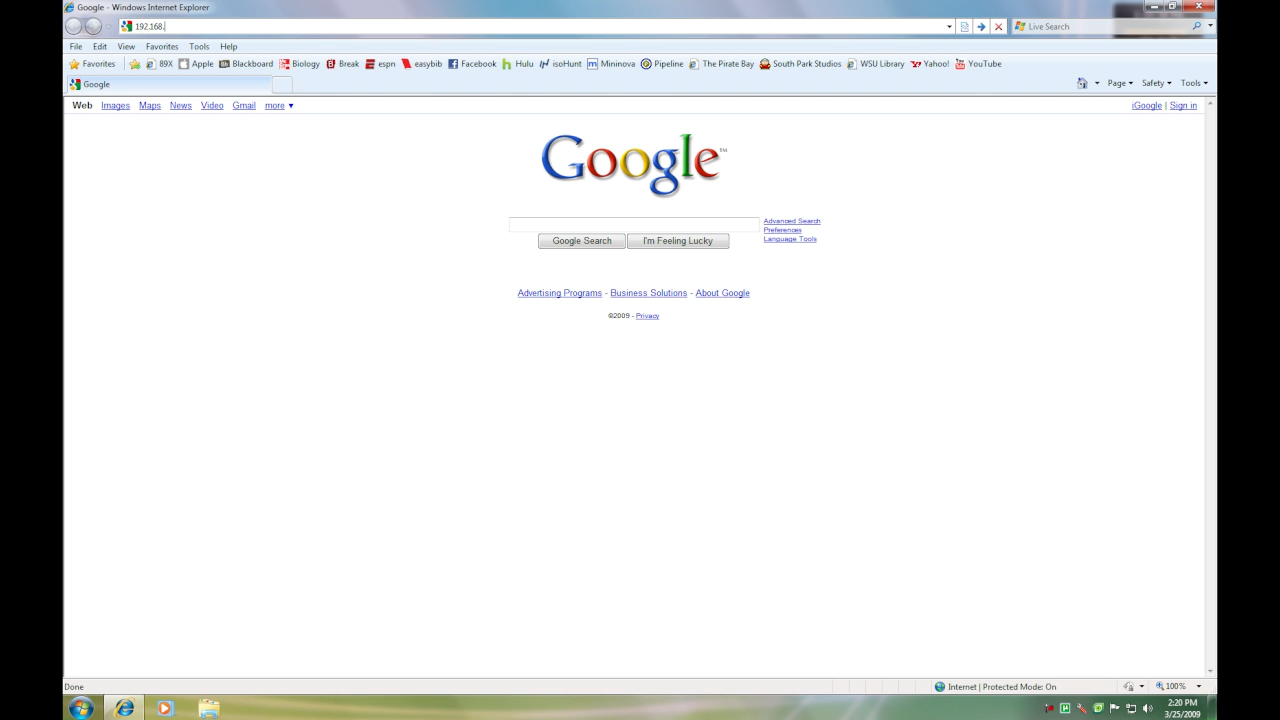 Google - Windows Internet Explorer
192.168.
Live Search
File Edit View Favorites Tools Help
Favorites 89X Apple Blackboard Biology Break espn easybib Facebook Hulu isoHunt Mininova Pipeline The Pirate Bay South Park Studios WSU Library Yahoo! YouTube
Google
Page Safety Tools
Web Images Maps News Video Gmail more ▼
iGoogle | Sign in
Google™
Advanced Search
Preferences
Language Tools
Google Search I'm Feeling Lucky
Advertising Programs - Business Solutions - About Google
©2009 - Privacy
Done
Internet | Protected Mode: On
100%
2:20 PM
3/25/2009